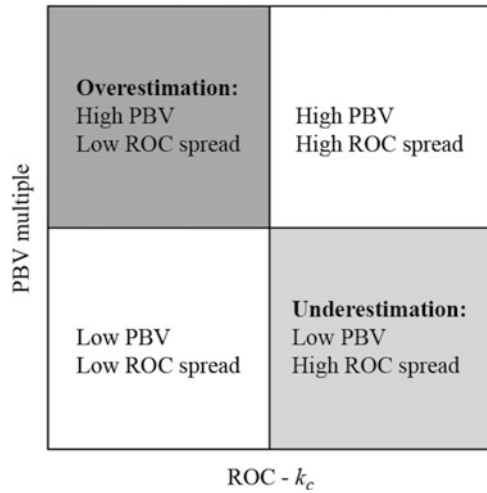 Overestimation:
High PBV
Low ROC spread
High PBV
High ROC spread
PBV multiple
Low PBV
Low ROC spread
Underestimation:
Low PBV
High ROC spread
ROC - k_c